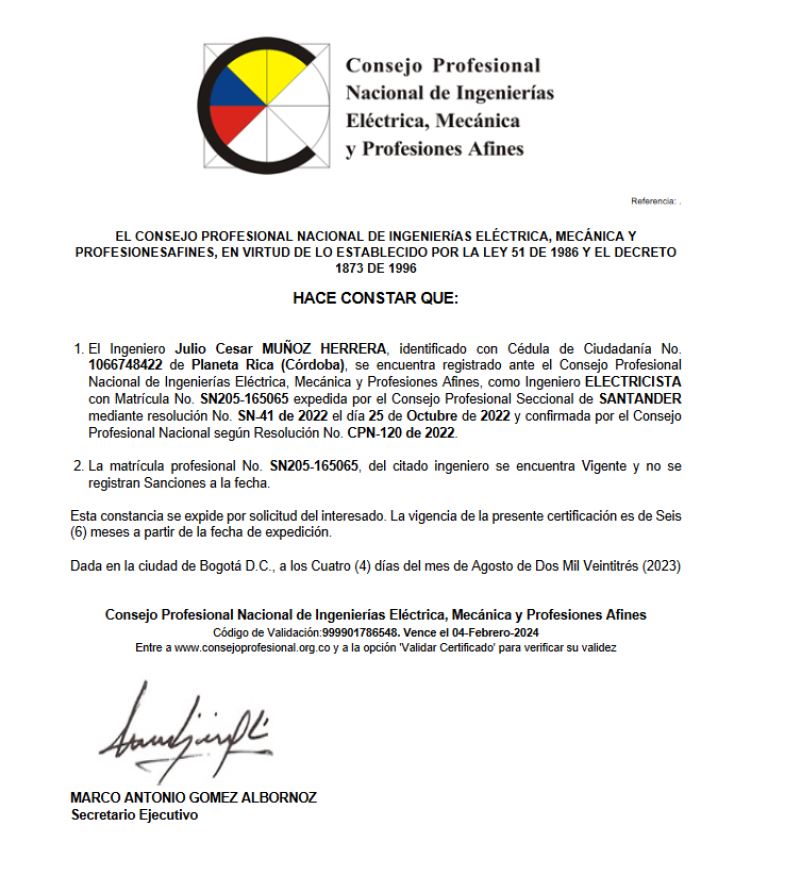 Consejo Profesional
Nacional de Ingenierías
Eléctrica, Mecánica
y Profesiones Afines
Referencia: .
EL CONSEJO PROFESIONAL NACIONAL DE INGENIERíAS ELÉCTRICA, MECÁNICA Y
PROFESIONESAFINES, EN VIRTUD DE LO ESTABLECIDO POR LA LEY 51 DE 1986 Y EL DECRETO
1873 DE 1996
HACE CONSTAR QUE:
1. El Ingeniero Julio Cesar MUÑOZ HERRERA, identificado con Cédula de Ciudadanía No.
1066748422 de Planeta Rica (Córdoba), se encuentra registrado ante el Consejo Profesional
Nacional de Ingenierías Eléctrica, Mecánica y Profesiones Afines, como Ingeniero ELECTRICISTA
con Matrícula No. SN205-165065 expedida por el Consejo Profesional Seccional de SANTANDER
mediante resolución No. SN-41 de 2022 el día 25 de Octubre de 2022 y confirmada por el Consejo
Profesional Nacional según Resolución No. CPN-120 de 2022.
2. La matrícula profesional No. SN205-165065, del citado ingeniero se encuentra Vigente y no se
registran Sanciones a la fecha.
Esta constancia se expide por solicitud del interesado. La vigencia de la presente certificación es de Seis
(6) meses a partir de la fecha de expedición.
Dada en la ciudad de Bogotá D.C., a los Cuatro (4) días del mes de Agosto de Dos Mil Veintitrés (2023)
Consejo Profesional Nacional de Ingenierías Eléctrica, Mecánica y Profesiones Afines
Código de Validación:999901786548. Vence el 04-Febrero-2024
Entre a www.consejoprofesional.org.co y a la opción 'Validar Certificado' para verificar su validez
MARCO ANTONIO GOMEZ ALBORNOZ
Secretario Ejecutivo